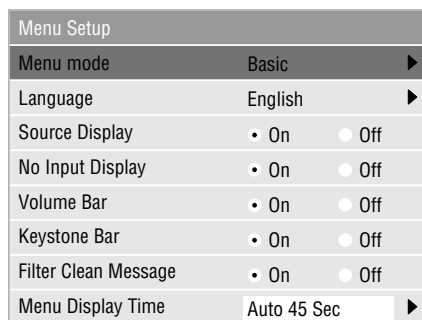 Menu Setup
Menu mode Basic
Language English
Source Display On Off
No Input Display On Off
Volume Bar On Off
Keystone Bar On Off
Filter Clean Message On Off
Menu Display Time Auto 45 Sec